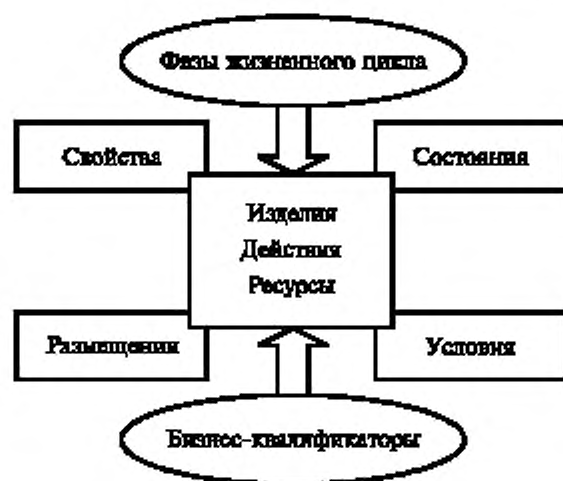 Фазы жизненного цикла
Свойства
Состояния
Изделия
Действия
Ресурсы
Размещения
Условия
Бизнес-квалификаторы